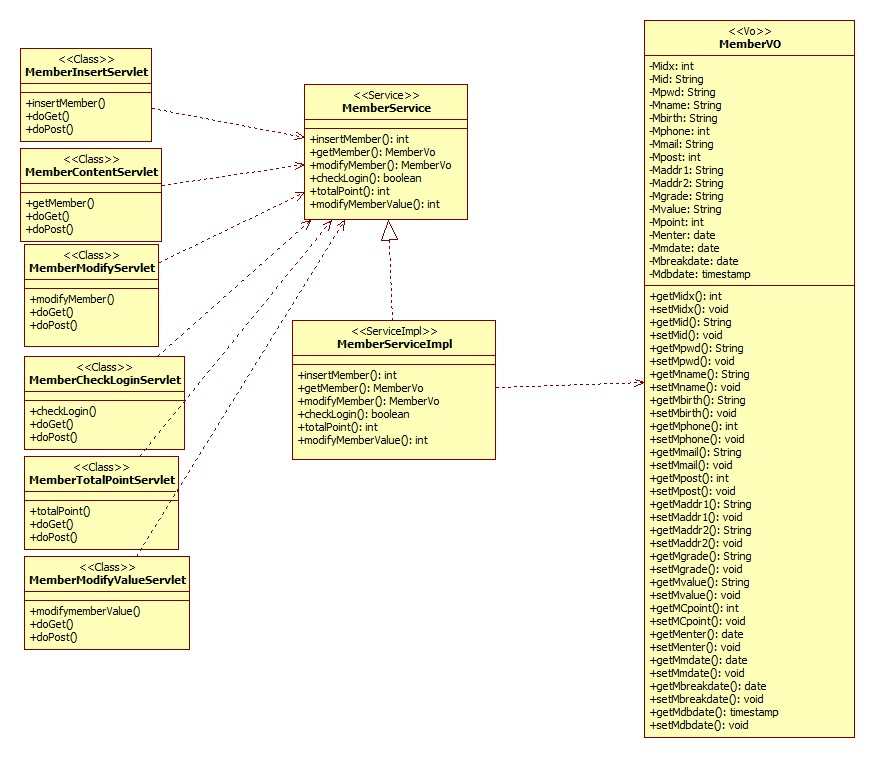 <<Class>>
MemberInsertServlet
+insertMember()
+doGet()
+doPost()
<<Class>>
MemberContentServlet
+getMember()
+doGet()
+doPost()
<<Class>>
MemberModifyServlet
+modifyMember()
+doGet()
+doPost()
<<Class>>
MemberCheckLoginServlet
+checkLogin()
+doGet()
+doPost()
<<Class>>
MemberTotalPointServlet
+totalPoint()
+doGet()
+doPost()
<<Class>>
MemberModifyValueServlet
+modifymemberValue()
+doGet()
+doPost()
<<Service>>
MemberService
+insertMember(): int
+getMember(): MemberVo
+modifyMember(): MemberVo
+checkLogin(): boolean
+totalPoint(): int
+modifyMemberValue(): int
<<ServiceImpl>>
MemberServiceImpl
+insertMember(): int
+getMember(): MemberVo
+modifyMember(): MemberVo
+checkLogin(): boolean
+totalPoint(): int
+modifyMemberValue(): int
<<Vo>>
MemberVO
-Midx: int
-Mid: String
-Mpwd: String
-Mname: String
-Mbirth: String
-Mphone: int
-Mmail: String
-Mpost: int
-Maddr1: String
-Maddr2: String
-Mgrade: String
-Mvalue: String
-Mpoint: int
-Menter: date
-Mmdate: date
-Mbreakdate: date
-Mdbdate: timestamp
+getMidx(): int
+setMidx(): void
+getMid(): String
+setMid(): void
+getMpwd(): String
+setMpwd(): void
+getMname(): String
+setMname(): void
+getMbirth(): String
+setMbirth(): void
+getMphone(): int
+setMphone(): void
+getMmail(): String
+setMmail(): void
+getMpost(): int
+setMpost(): void
+getMaddr1(): String
+setMaddr1(): void
+getMaddr2(): String
+setMaddr2(): void
+getMgrade(): String
+setMgrade(): void
+getMvalue(): String
+setMvalue(): void
+getMCpoint(): int
+setMCpoint(): void
+getMenter(): date
+setMenter(): void
+getMmdate(): date
+setMmdate(): void
+getMbreakdate(): date
+setMbreakdate(): void
+getMdbdate(): timestamp
+setMdbdate(): void